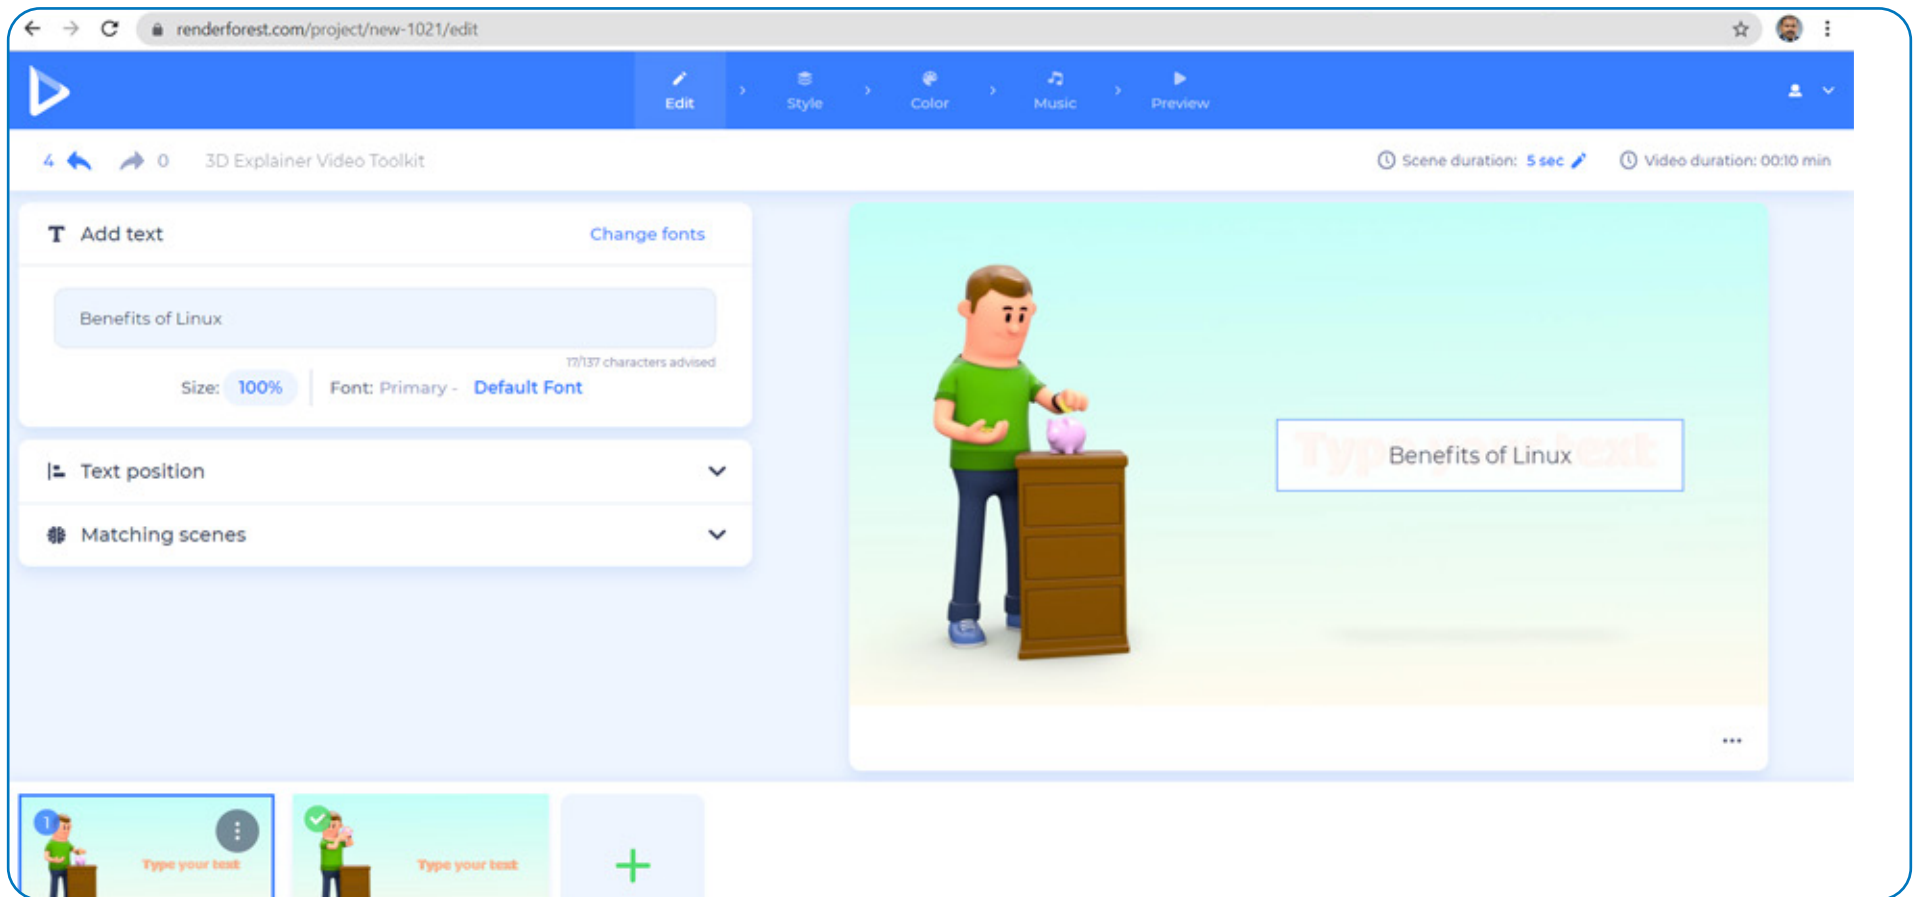 renderforest.com/project/new-1021/edit
Edit Style Color Music Preview
4 0 3D Explainer Video Toolkit Scene duration: 5 sec Video duration: 00:10 min
T Add text Change fonts
Benefits of Linux
17/137 characters advised
Size: 100% Font: Primary - Default Font
Type your text
Benefits of Linux
Text position
Matching scenes
1
Type your text
Type your text